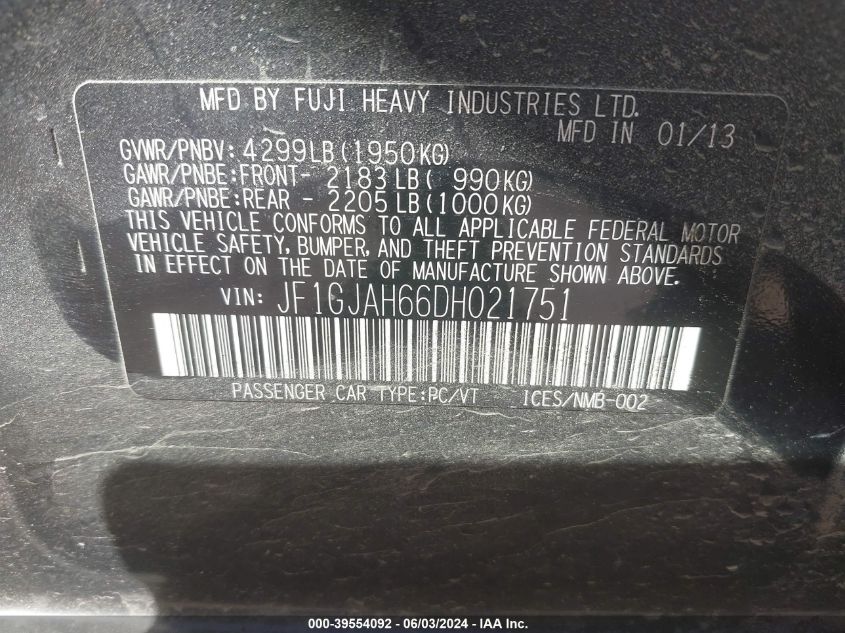 MFD BY FUJI HEAVY INDUSTRIES LTD.
MFD IN 01/13
GVWR/PNBV: 4299LB(1950KG)
GAWR/PNBE:FRONT- 2183 LB( 990KG)
GAWR/PNBE:REAR - 2205 LB(1000KG)
THIS VEHICLE CONFORMS TO ALL APPLICABLE FEDERAL MOTOR
VEHICLE SAFETY, BUMPER, AND THEFT PREVENTION STANDARDS
IN EFFECT ON THE DATE OF MANUFACTURE SHOWN ABOVE.
VIN: JF1GJAH66DH021751
PASSENGER CAR TYPE:PC/VT ICES/NMB-002
000-39554092 - 06/03/2024 - IAA Inc.